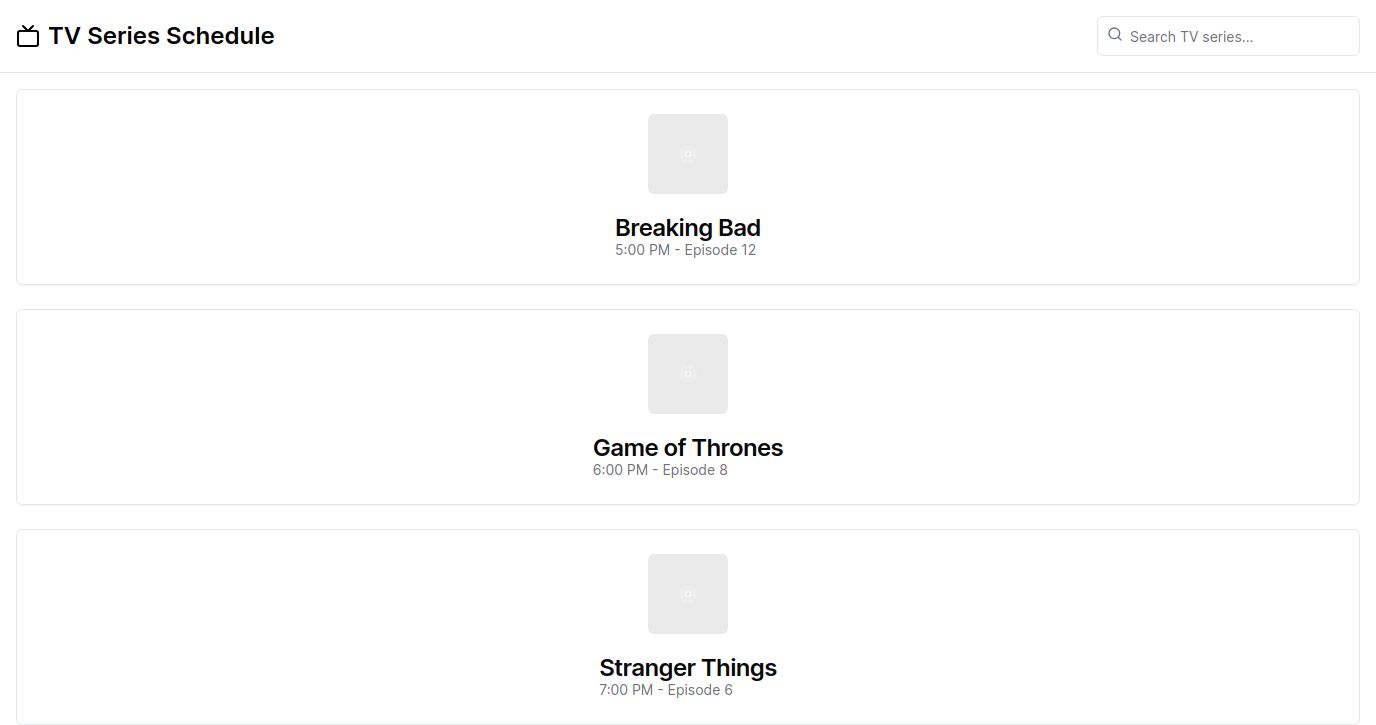 TV Series Schedule
Search TV series...
Breaking Bad
5:00 PM - Episode 12
Game of Thrones
6:00 PM - Episode 8
Stranger Things
7:00 PM - Episode 6